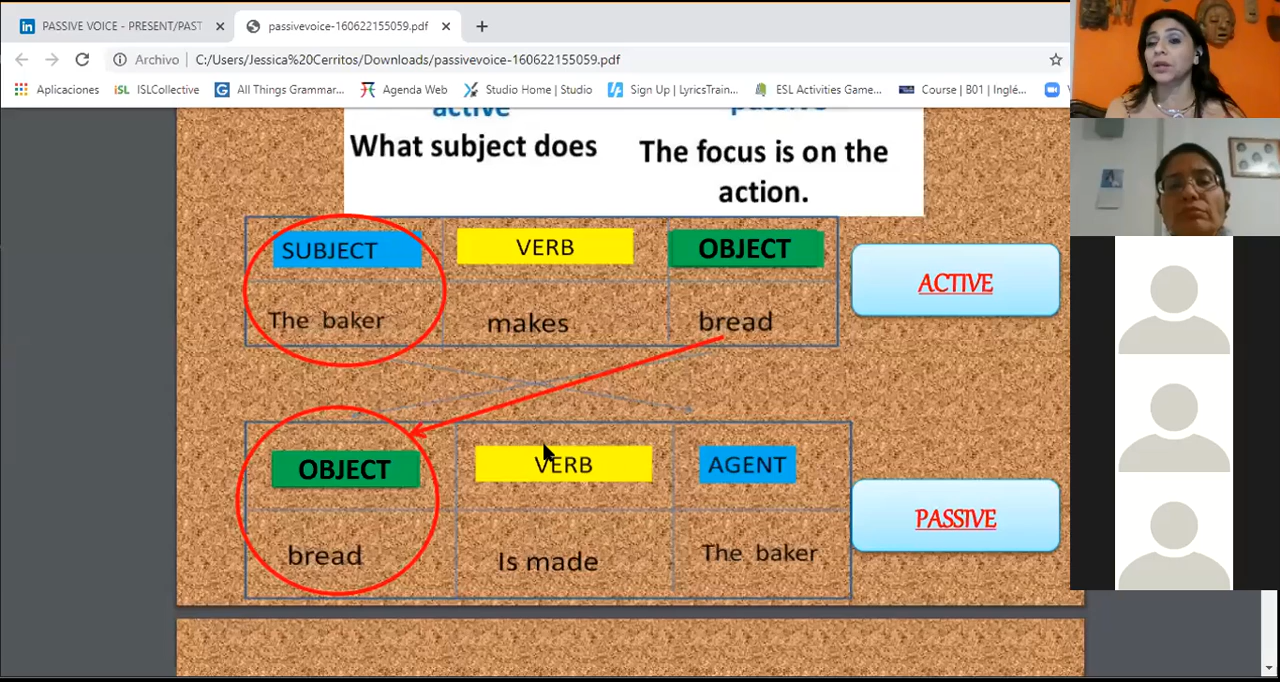 PASSIVE VOICE - PRESENT/PAST
passivevoice-160622155059.pdf
Archivo
C:/Users/Jessica%20Cerritos/Downloads/passivevoice-160622155059.pdf
Aplicaciones
ISLCollective
All Things Grammar...
Agenda Web
Studio Home | Studio
Sign Up | LyricsTrain...
ESL Activities Game...
Course | B01 | Inglé...
active
passive
What subject does
The focus is on the
action.
SUBJECT VERB OBJECT
ACTIVE
The baker makes bread
OBJECT VERB AGENT
PASSIVE
bread Is made The baker